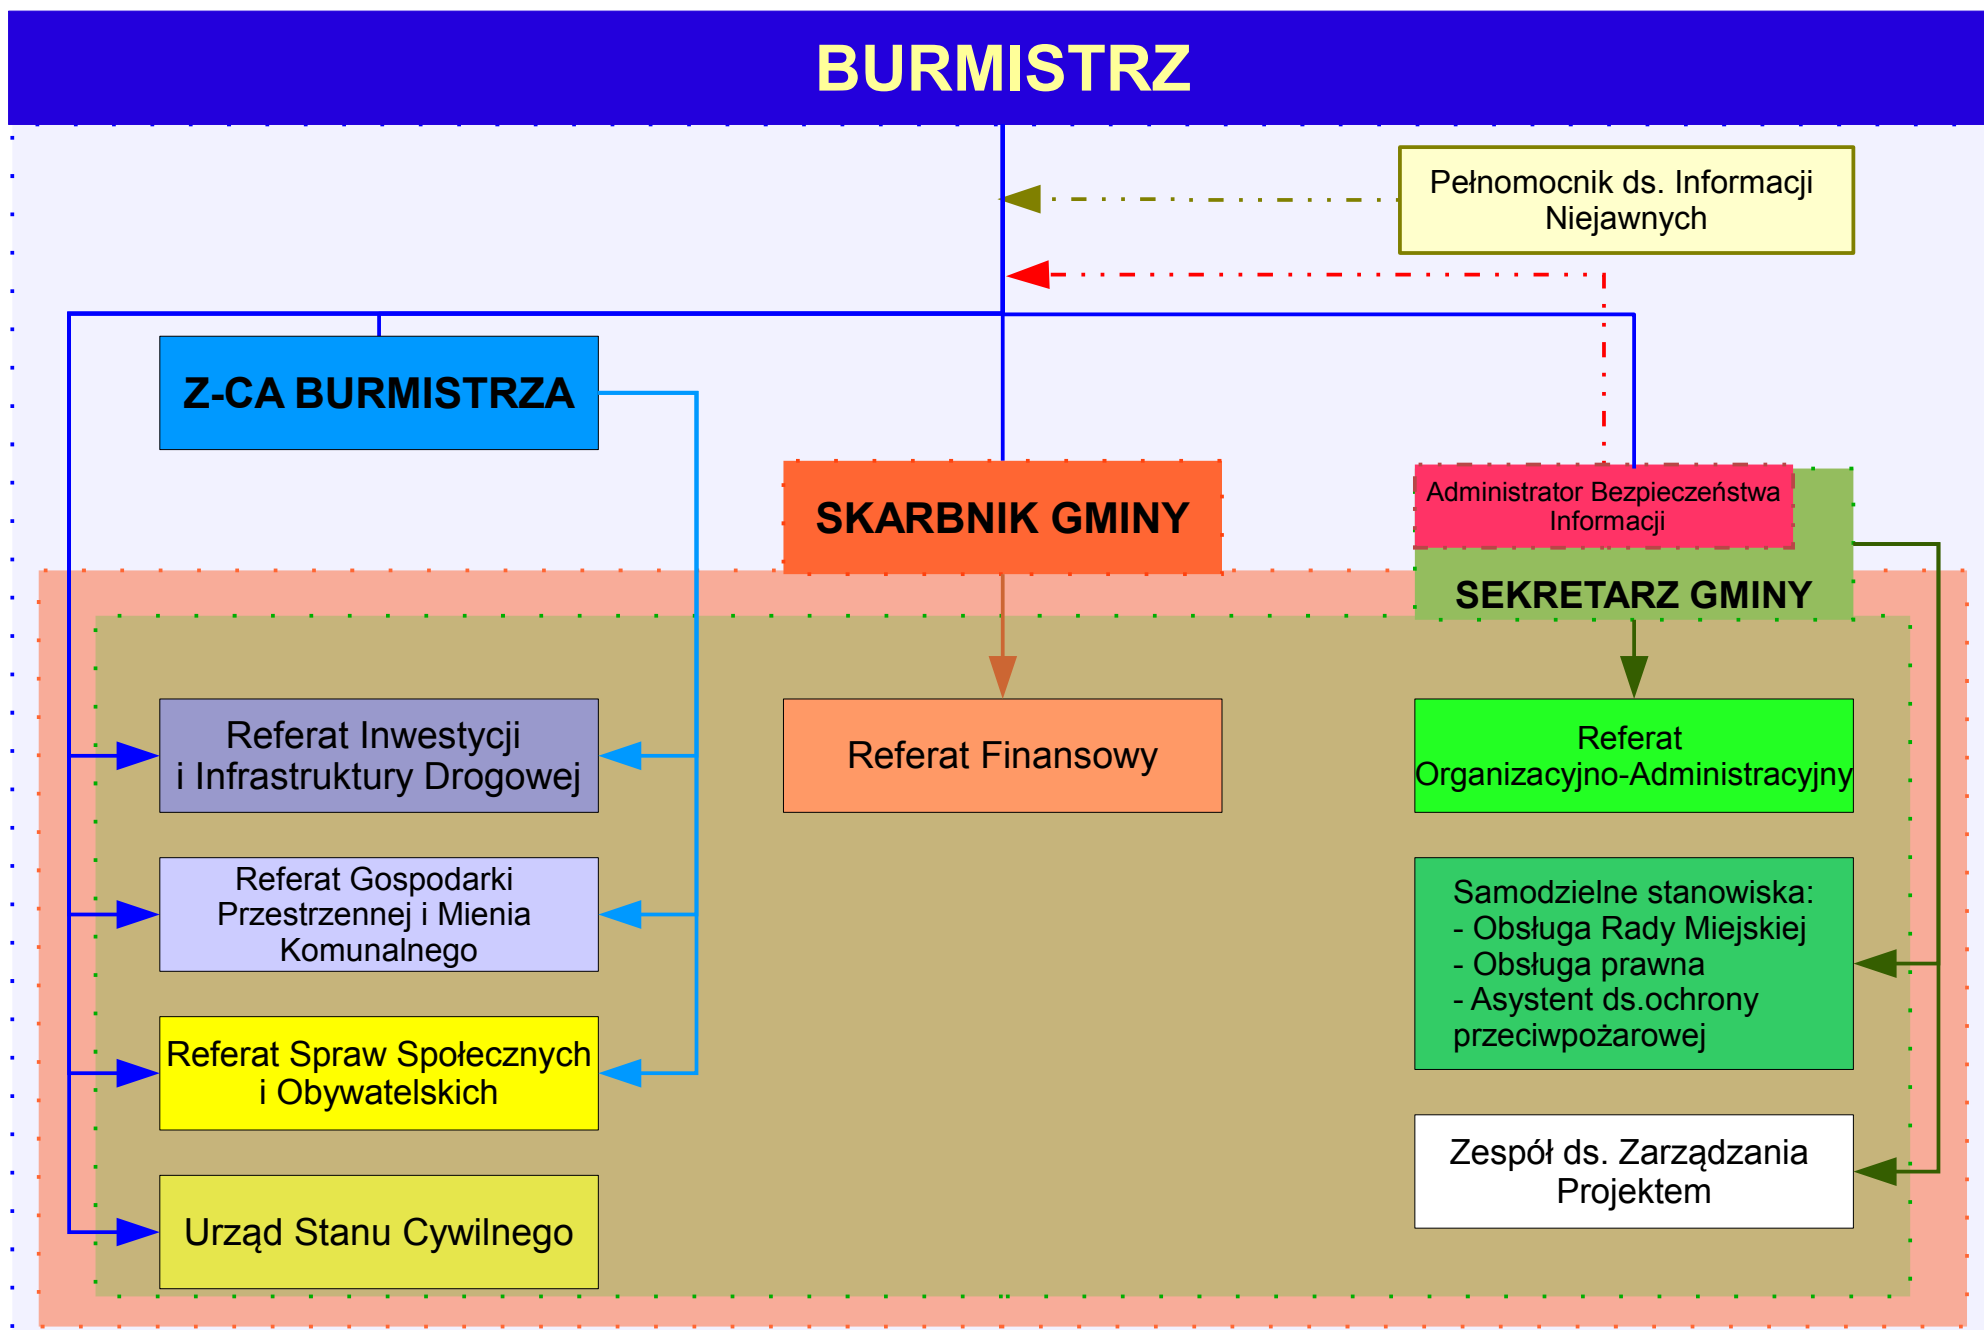 BURMISTRZ
Pełnomocnik ds. Informacji
Niejawnych
Z-CA BURMISTRZA
SKARBNIK GMINY
Administrator Bezpieczeństwa
Informacji
SEKRETARZ GMINY
Referat Inwestycji
i Infrastruktury Drogowej
Referat Finansowy
Referat
Organizacyjno-Administracyjny
Referat Gospodarki
Przestrzennej i Mienia
Komunalnego
Samodzielne stanowiska:
- Obsługa Rady Miejskiej
- Obsługa prawna
- Asystent ds.ochrony
przeciwpożarowej
Referat Spraw Społecznych
i Obywatelskich
Zespół ds. Zarządzania
Projektem
Urząd Stanu Cywilnego